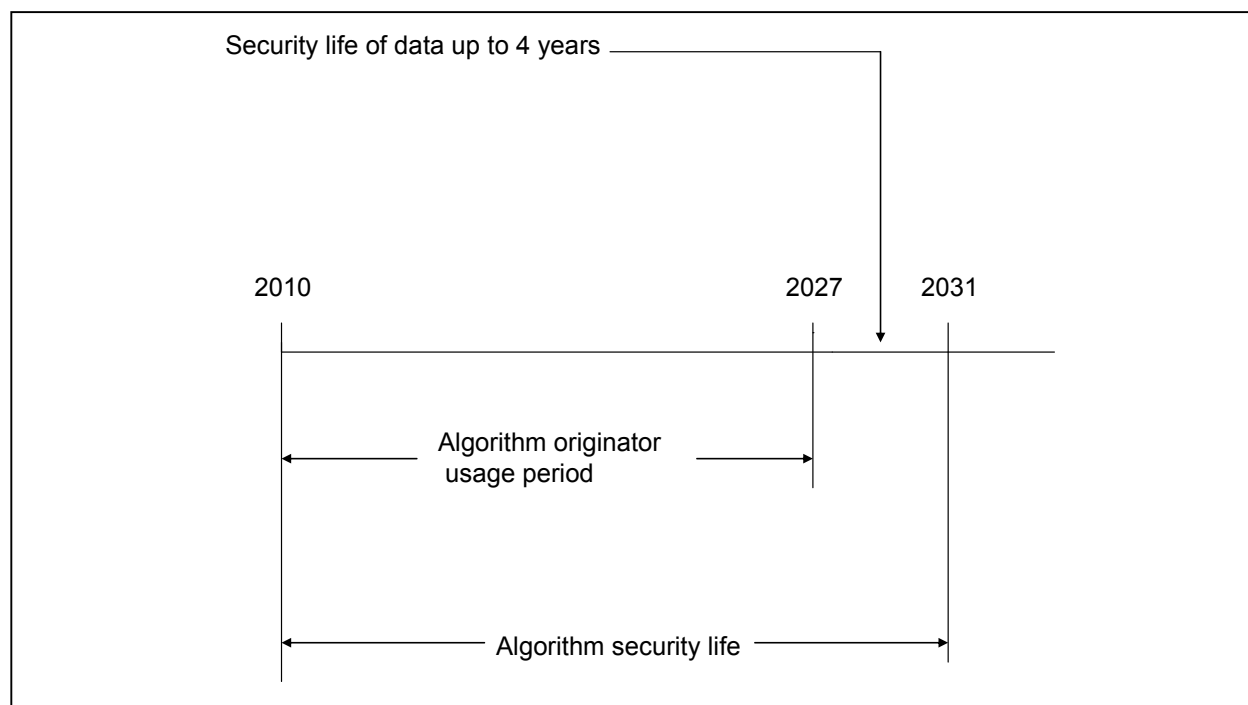 Security life of data up to 4 years
2010
2027
2031
Algorithm originator
usage period
Algorithm security life